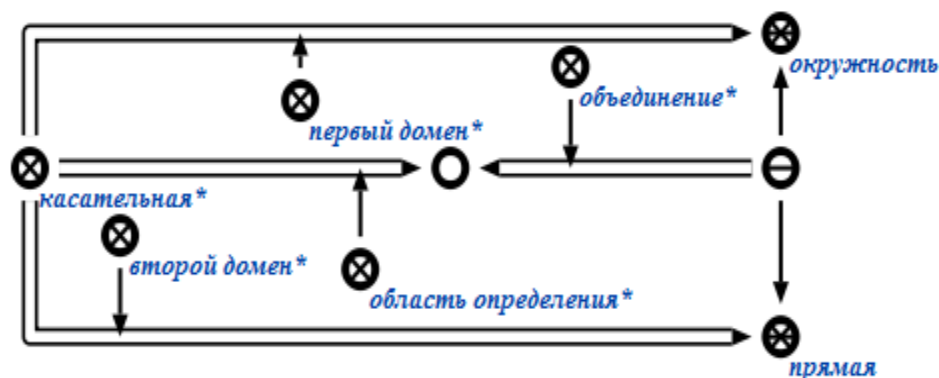 окружность
объединение*
первый домен*
касательная*
второй домен*
область определения*
прямая